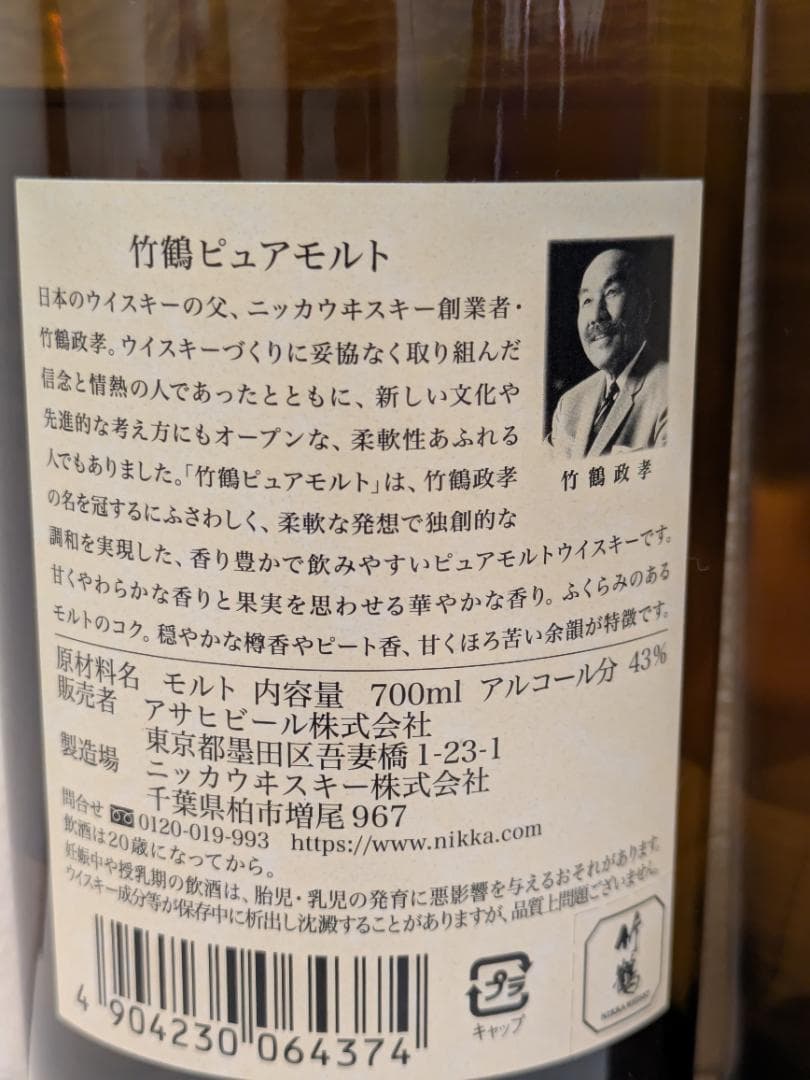 竹鶴ピュアモルト
日本のウイスキーの父、ニッカウヰスキー創業者・
竹鶴政孝。ウイスキーづくりに妥協なく取り組んだ
信念と情熱の人であったとともに、新しい文化や
先進的な考え方にもオープンな、柔軟性あふれる
人でもありました。「竹鶴ピュアモルト」は、竹鶴政孝
の名を冠するにふさわしく、柔軟な発想で独創的な
調和を実現した、香り豊かで飲みやすいピュアモルトウイスキーです。
甘くやわらかな香りと果実を思わせる華やかな香り。ふくらみのある
モルトのコク。穏やかな樽香やピート香、甘くほろ苦い余韻が特徴です。
竹鶴政孝
原材料名 モルト 内容量 700ml アルコール分 43%
販売者 アサヒビール株式会社
東京都墨田区吾妻橋1-23-1
製造場 ニッカウヰスキー株式会社
千葉県柏市増尾967
問合せ 0120-019-993 https://www.nikka.com
飲酒は20歳になってから。
妊娠中や授乳期の飲酒は、胎児・乳児の発育に悪影響を与えるおそれがあります。
ウイスキー成分等が保存中に析出し沈澱することがありますが、品質上問題ございません。
4 904230 064374
プラ
キャップ
竹鶴
NIKKA WHISKY